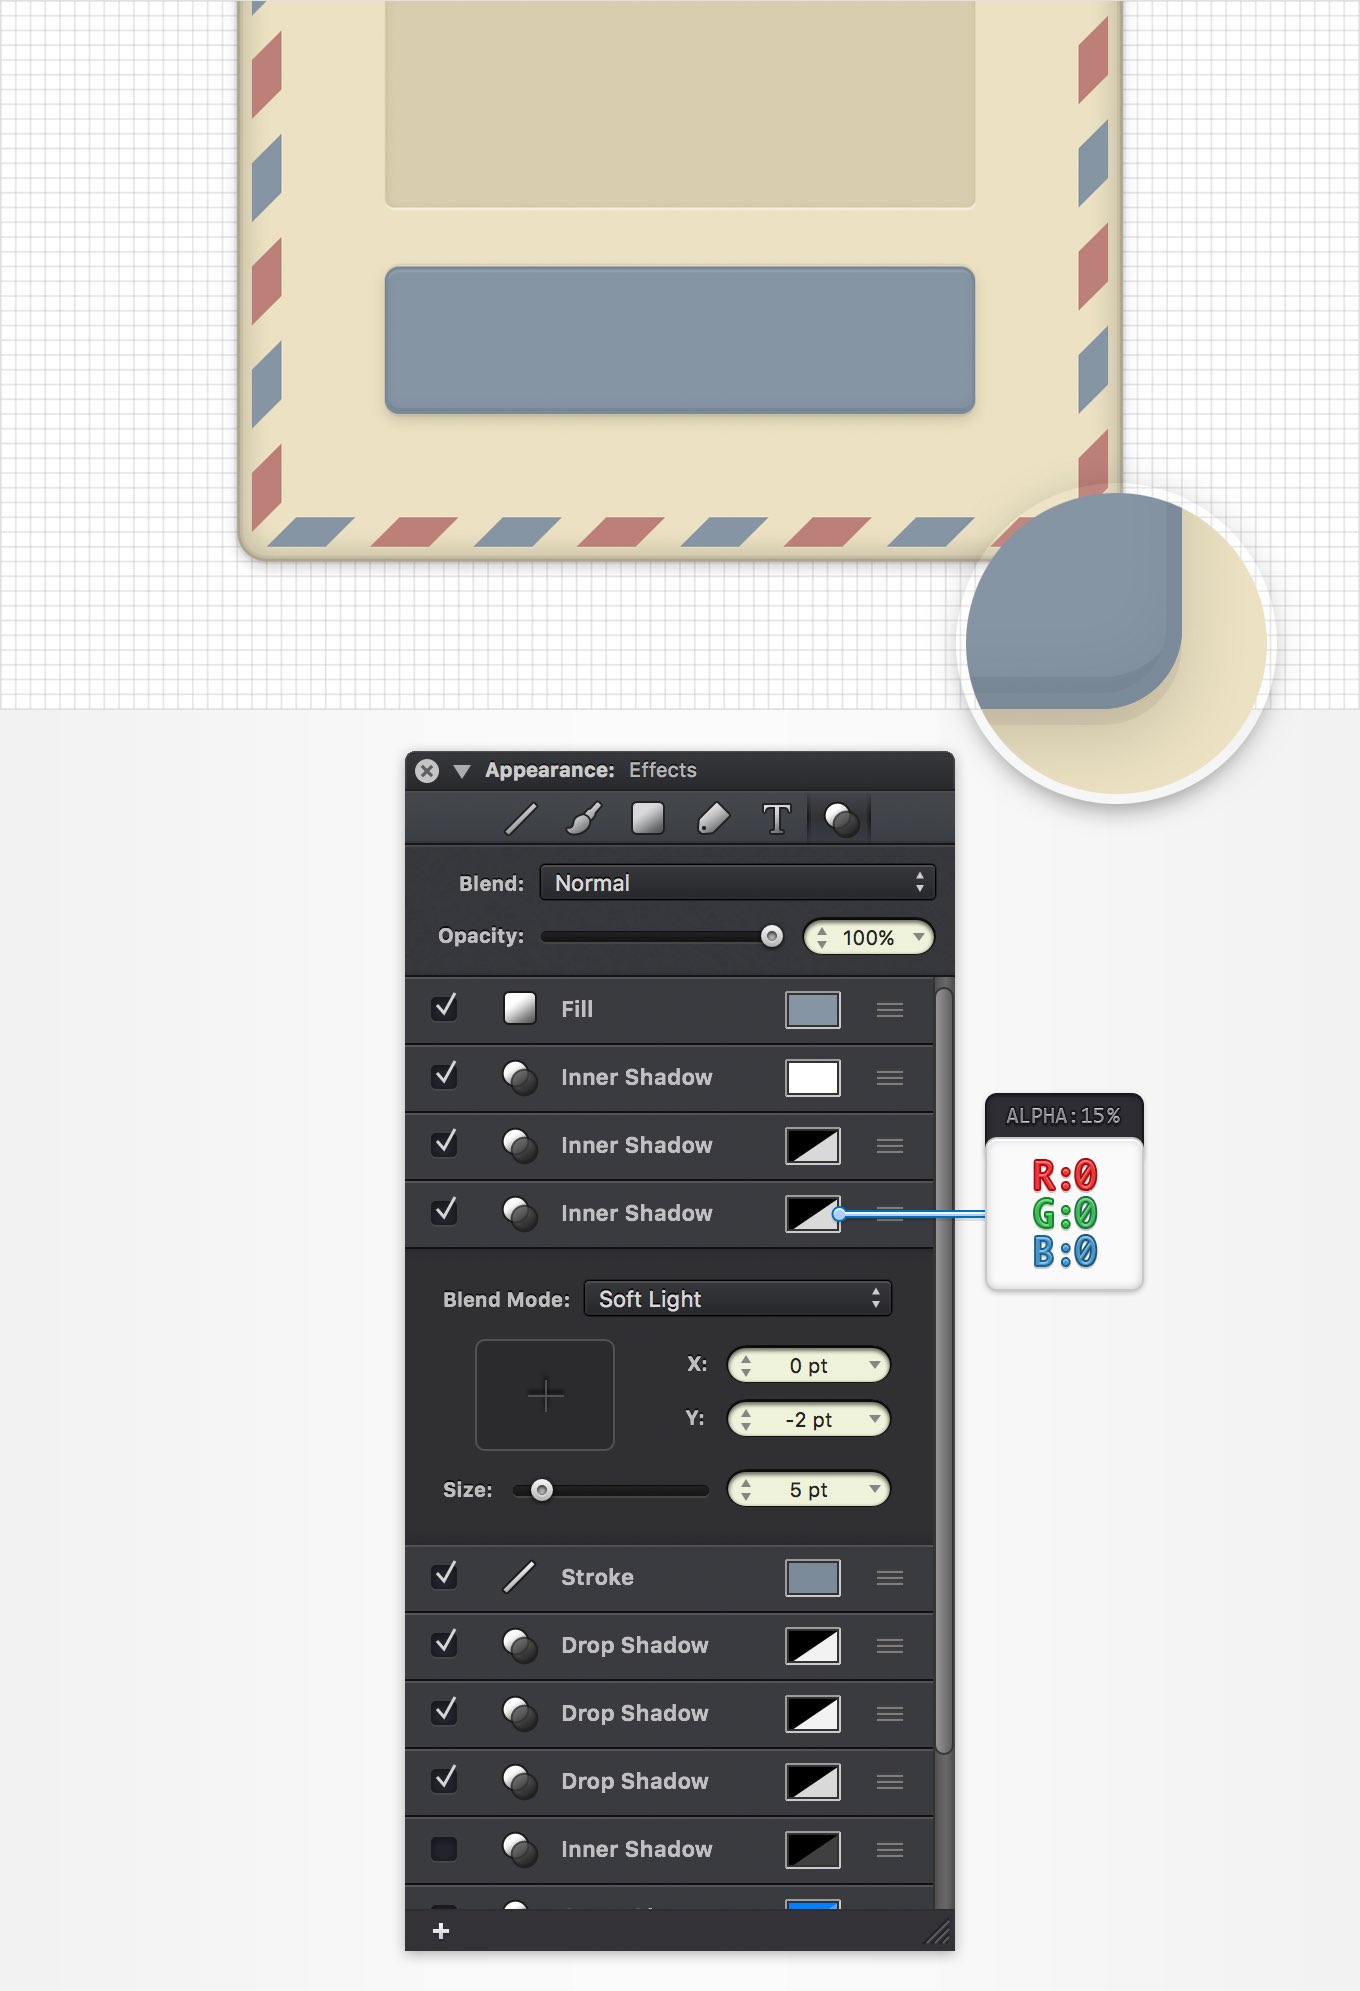 Appearance: Effects
T
Blend: Normal
Opacity: 100%
Fill
Inner Shadow
Inner Shadow
Inner Shadow
ALPHA:15%
R:0
G:0
B:0
Blend Mode: Soft Light
X: 0 pt
Y: -2 pt
Size: 5 pt
Stroke
Drop Shadow
Drop Shadow
Drop Shadow
Inner Shadow